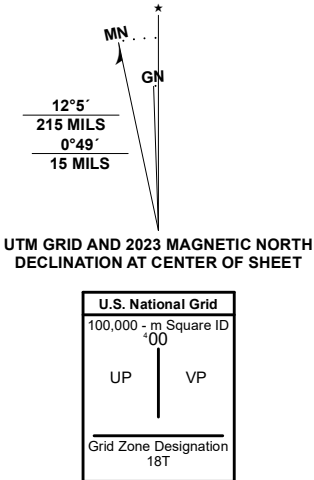 ★
MN
GN
12°5´
215 MILS
0°49´
15 MILS
UTM GRID AND 2023 MAGNETIC NORTH
DECLINATION AT CENTER OF SHEET
U.S. National Grid
100,000 - m Square ID
⁴00
UP VP
Grid Zone Designation
18T